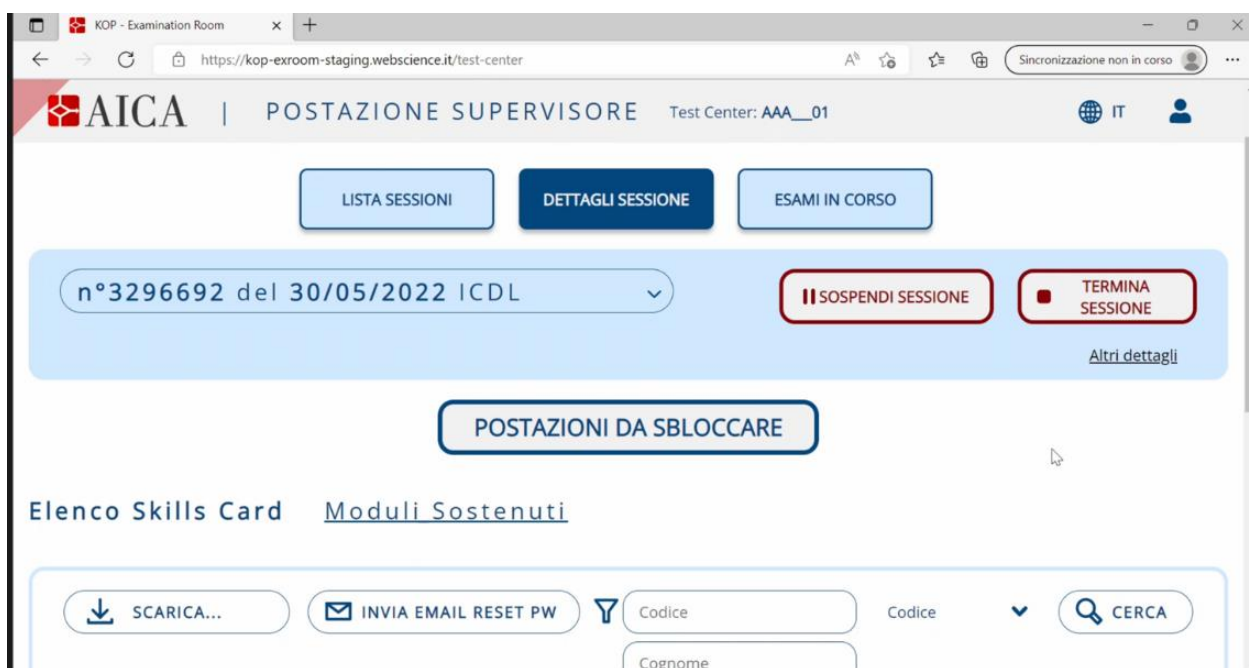 KOP - Examination Room
https://kop-exroom-staging.webscience.it/test-center
Sincronizzazione non in corso
AICA | POSTAZIONE SUPERVISORE Test Center: AAA__01 IT
LISTA SESSIONI DETTAGLI SESSIONE ESAMI IN CORSO
n°3296692 del 30/05/2022 ICDL
SOSPENDI SESSIONE
TERMINA
SESSIONE
Altri dettagli
POSTAZIONI DA SBLOCCARE
Elenco Skills Card Moduli Sostenuti
SCARICA... INVIA EMAIL RESET PW Codice Codice CERCA
Cognome